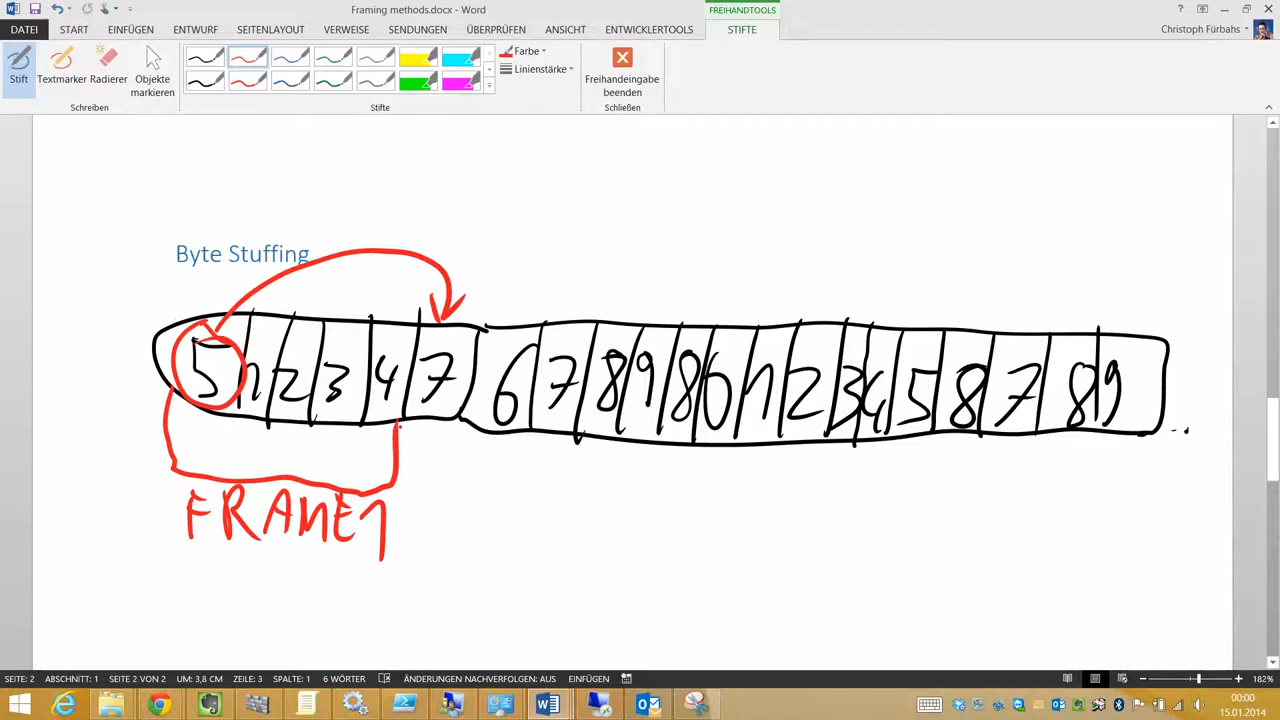 Framing methods.docx - Word
FREIHANDTOOLS
DATEI START EINFÜGEN ENTWURF SEITENLAYOUT VERWEISE SENDUNGEN ÜBERPRÜFEN ANSICHT ENTWICKLERTOOLS STIFTE
Christoph Fürbahs
Stift Textmarker Radierer Objekte markieren
Farbe
Linienstärke
Freihandeingabe beenden
Schreiben Stifte Schließen
Byte Stuffing
5 1 2 3 4 7 6 7 8 9 8 0 1 2 3 4 5 8 7 8 9 ..
FRAME 1
SEITE: 2 ABSCHNITT: 1 SEITE 2 VON 2 UM: 3,8 CM ZEILE: 3 SPALTE: 1 6 WÖRTER ÄNDERUNGEN NACHVERFOLGEN: AUS EINFÜGEN 182%
00:00
15.01.2014